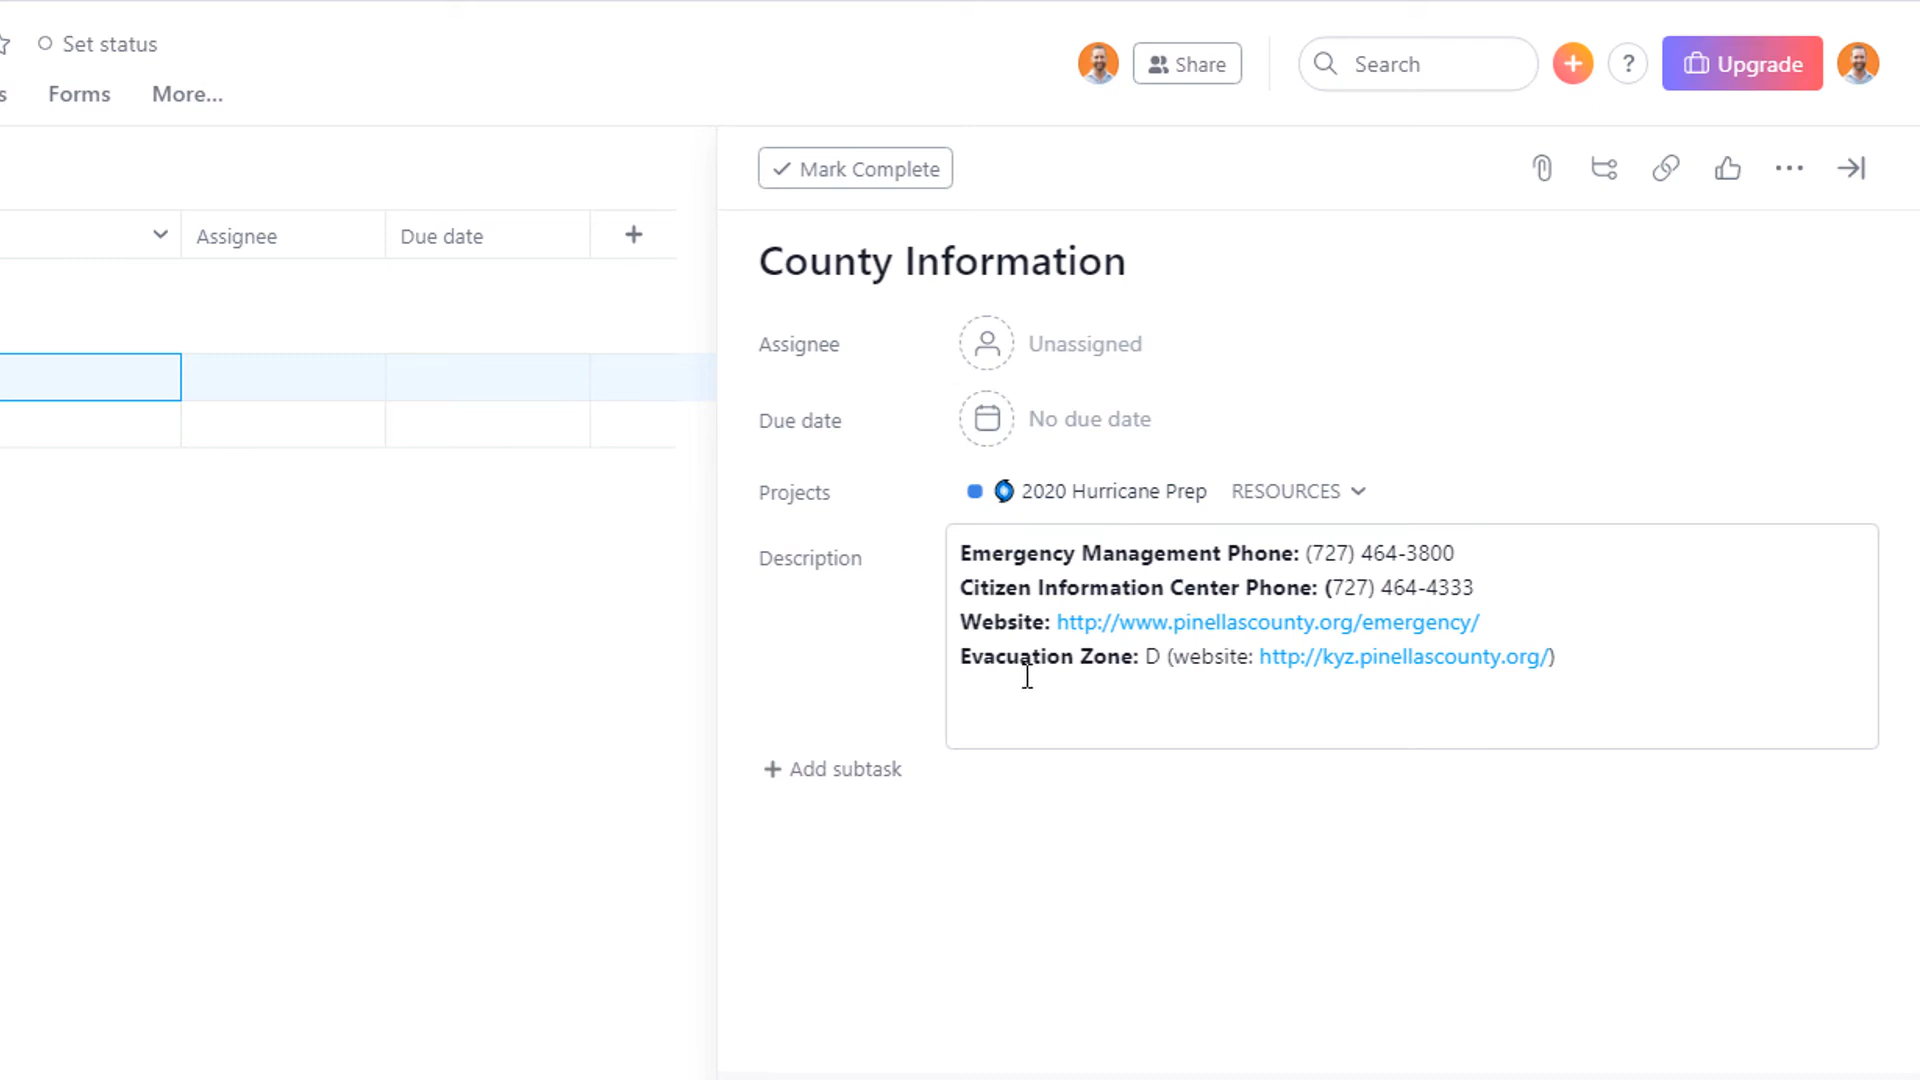 Set status
Share
Search
?
Upgrade
s
Forms
More...
Mark Complete
Assignee
Due date
County Information
Assignee
Unassigned
Due date
No due date
Projects
2020 Hurricane Prep
RESOURCES
Description
Emergency Management Phone: (727) 464-3800
Citizen Information Center Phone: (727) 464-4333
Website: http://www.pinellascounty.org/emergency/
Evacuation Zone: D (website: http://kyz.pinellascounty.org/)
+ Add subtask